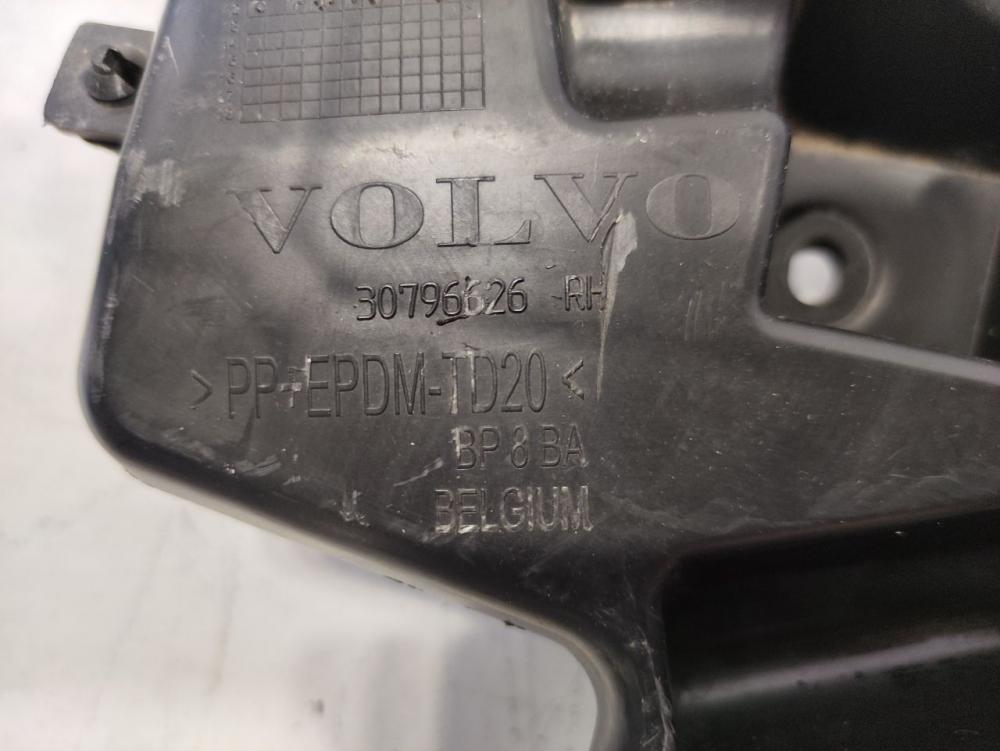 VOLVO
30796626 RH
>PP+EPDM-TD20<
BP 8 BA
BELGIUM